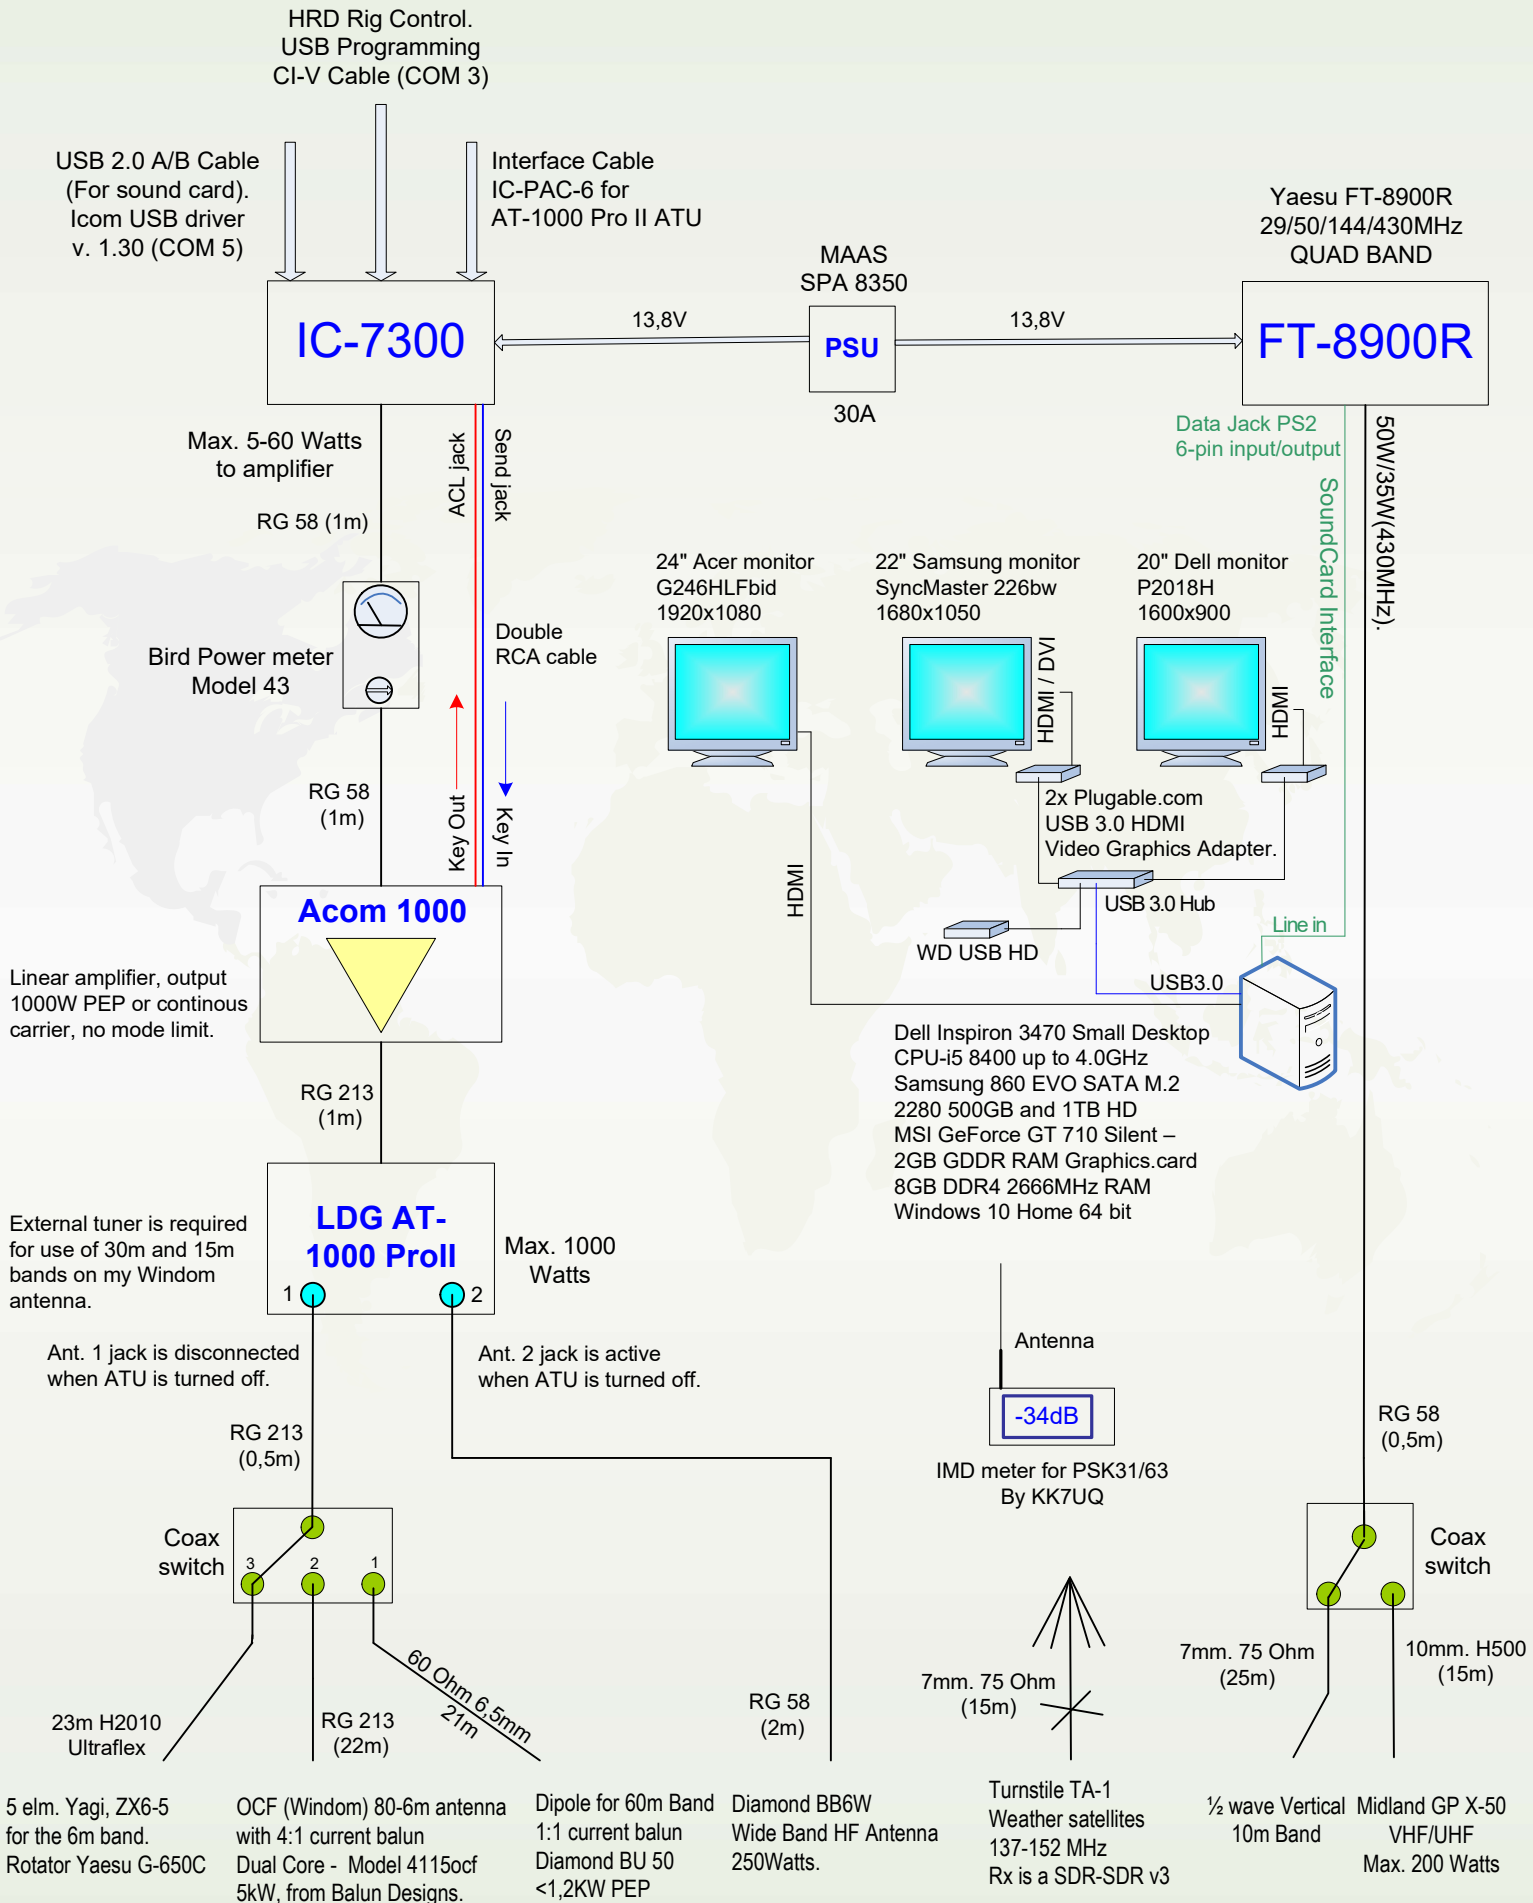 HRD Rig Control.
USB Programming
CI-V Cable (COM 3)
USB 2.0 A/B Cable
(For sound card).
Icom USB driver
v. 1.30 (COM 5)
Interface Cable
IC-PAC-6 for
AT-1000 Pro II ATU
Yaesu FT-8900R
29/50/144/430MHz
QUAD BAND
MAAS
SPA 8350
IC-7300
13,8V
PSU
13,8V
FT-8900R
30A
Max. 5-60 Watts
to amplifier
ACL jack
Send jack
Data Jack PS2
6-pin input/output
50W/35W(430MHz).
SoundCard Interface
RG 58 (1m)
24" Acer monitor
G246HLFbid
1920x1080
22" Samsung monitor
SyncMaster 226bw
1680x1050
20" Dell monitor
P2018H
1600x900
Double
RCA cable
Bird Power meter
Model 43
HDMI / DVI
HDMI
RG 58
(1m)
Key Out
Key In
2x Plugable.com
USB 3.0 HDMI
Video Graphics Adapter.
HDMI
USB 3.0 Hub
Acom 1000
Line in
WD USB HD
USB3.0
Linear amplifier, output
1000W PEP or continous
carrier, no mode limit.
Dell Inspiron 3470 Small Desktop
CPU-i5 8400 up to 4.0GHz
Samsung 860 EVO SATA M.2
2280 500GB and 1TB HD
MSI GeForce GT 710 Silent –
2GB GDDR RAM Graphics.card
8GB DDR4 2666MHz RAM
Windows 10 Home 64 bit
RG 213
(1m)
LDG AT-
1000 ProII
External tuner is required
for use of 30m and 15m
bands on my Windom
antenna.
Max. 1000
Watts
1
2
Ant. 1 jack is disconnected
when ATU is turned off.
Ant. 2 jack is active
when ATU is turned off.
Antenna
-34dB
IMD meter for PSK31/63
By KK7UQ
RG 213
(0,5m)
RG 58
(0,5m)
Coax
switch
3
2
1
Coax
switch
60 Ohm 6,5mm
21m
7mm. 75 Ohm
(15m)
7mm. 75 Ohm
(25m)
10mm. H500
(15m)
23m H2010
Ultraflex
RG 213
(22m)
RG 58
(2m)
5 elm. Yagi, ZX6-5
for the 6m band.
Rotator Yaesu G-650C
OCF (Windom) 80-6m antenna
with 4:1 current balun
Dual Core - Model 4115ocf
5kW, from Balun Designs.
Dipole for 60m Band
1:1 current balun
Diamond BU 50
<1,2KW PEP
Diamond BB6W
Wide Band HF Antenna
250Watts.
Turnstile TA-1
Weather satellites
137-152 MHz
Rx is a SDR-SDR v3
½ wave Vertical
10m Band
Midland GP X-50
VHF/UHF
Max. 200 Watts